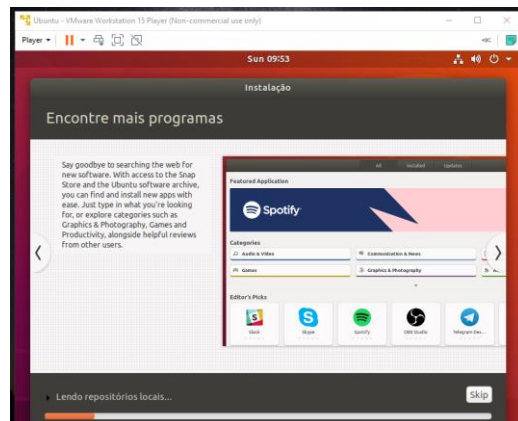 Ubuntu - VMware Workstation 15 Player (Non-commercial use only)
Player
Sun 09:53
Instalação
Encontre mais programas
Say goodbye to searching the web for
new software. With access to the Snap
Store and the Ubuntu software archive,
you can find and install new apps with
ease. Just type in what you're looking
for, or explore categories such as
Graphics & Photography, Games and
Productivity, alongside helpful reviews
from other users.
All Installed Updates
Featured Application
Spotify
Categories
Audio & Video Communication & News
Games Graphics & Photography
Editor's Picks
Slack Skype Spotify OBS Studio Telegram Des...
Lendo repositórios locais...
Skip